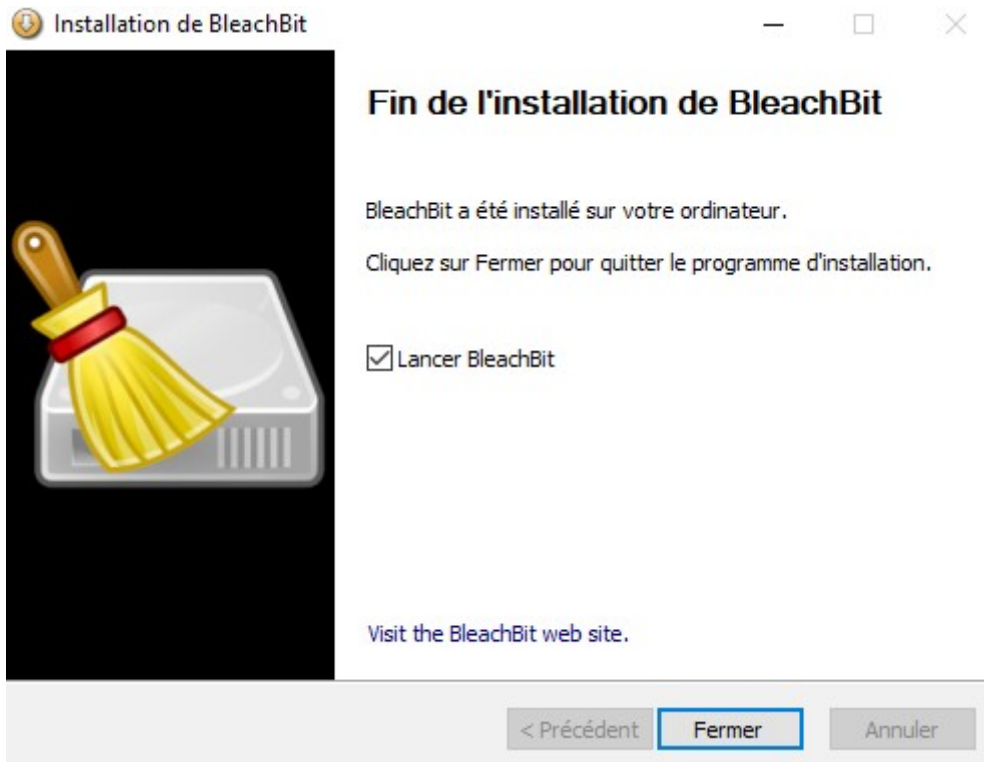 Installation de BleachBit
Fin de l'installation de BleachBit
BleachBit a été installé sur votre ordinateur.
Cliquez sur Fermer pour quitter le programme d'installation.
Lancer BleachBit
Visit the BleachBit web site.
< Précédent Fermer Annuler